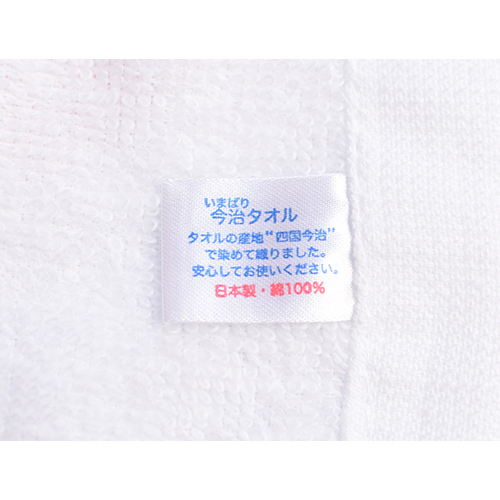 いまばり
今治タオル
タオルの産地“四国今治”
で染めて織りました。
安心してお使いください。
日本製・綿100%